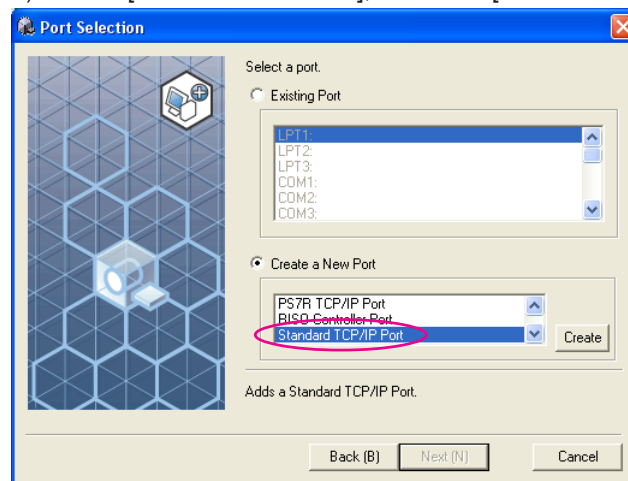 Port Selection
Select a port.
Existing Port
LPT1:
LPT2:
LPT3:
COM1:
COM2:
COM3:
Create a New Port
PS7R TCP/IP Port
BISO Controller Port
Standard TCP/IP Port
Create
Adds a Standard TCP/IP Port.
Back (B)
Next (N)
Cancel